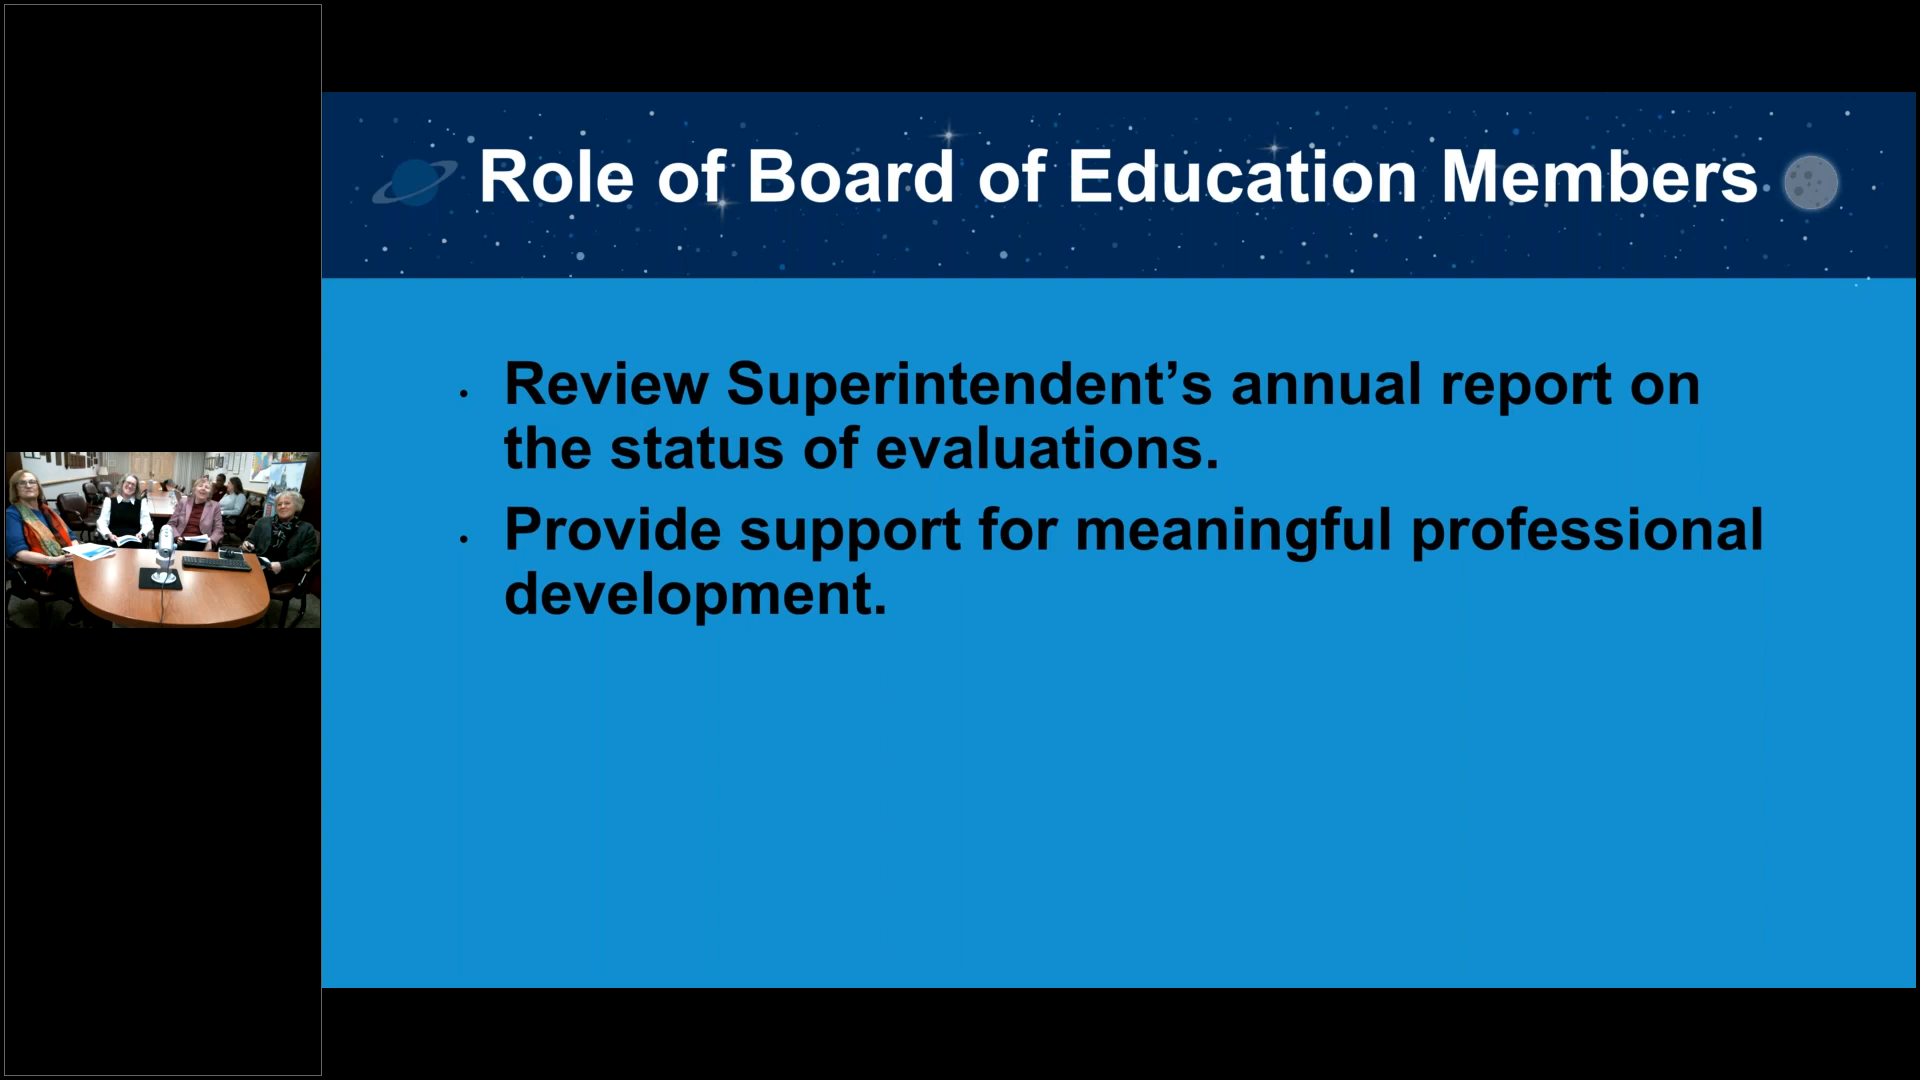 Role of Board of Education Members
• Review Superintendent’s annual report on
the status of evaluations.
• Provide support for meaningful professional
development.